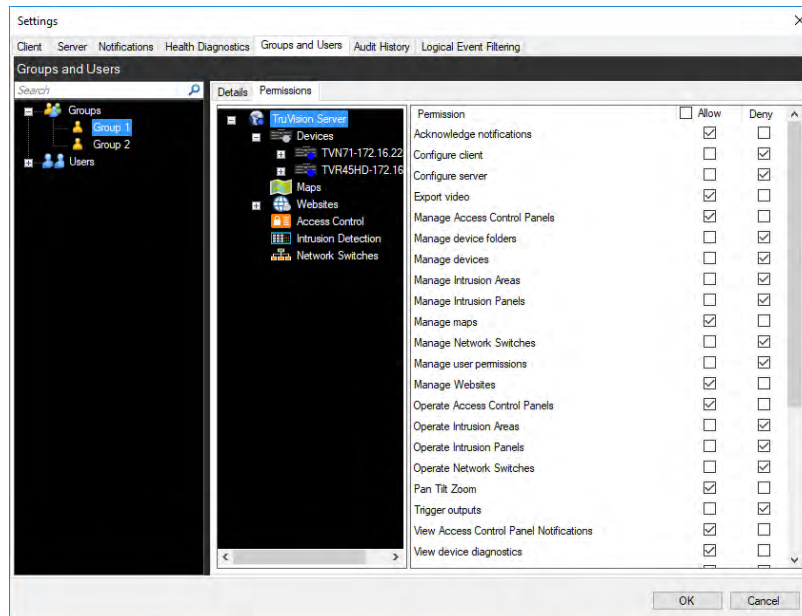 Settings
Client Server Notifications Health Diagnostics Groups and Users Audit History Logical Event Filtering
Groups and Users
Search
Groups
Group 1
Group 2
Users
Details Permissions
TruVision Server
Devices
TVN71-172.16.22
TVR45HD-172.16
Maps
Websites
Access Control
Intrusion Detection
Network Switches
Permission Allow Deny
Acknowledge notifications
Configure client
Configure server
Export video
Manage Access Control Panels
Manage device folders
Manage devices
Manage Intrusion Areas
Manage Intrusion Panels
Manage maps
Manage Network Switches
Manage user permissions
Manage Websites
Operate Access Control Panels
Operate Intrusion Areas
Operate Intrusion Panels
Operate Network Switches
Pan Tilt Zoom
Trigger outputs
View Access Control Panel Notifications
View device diagnostics
OK Cancel